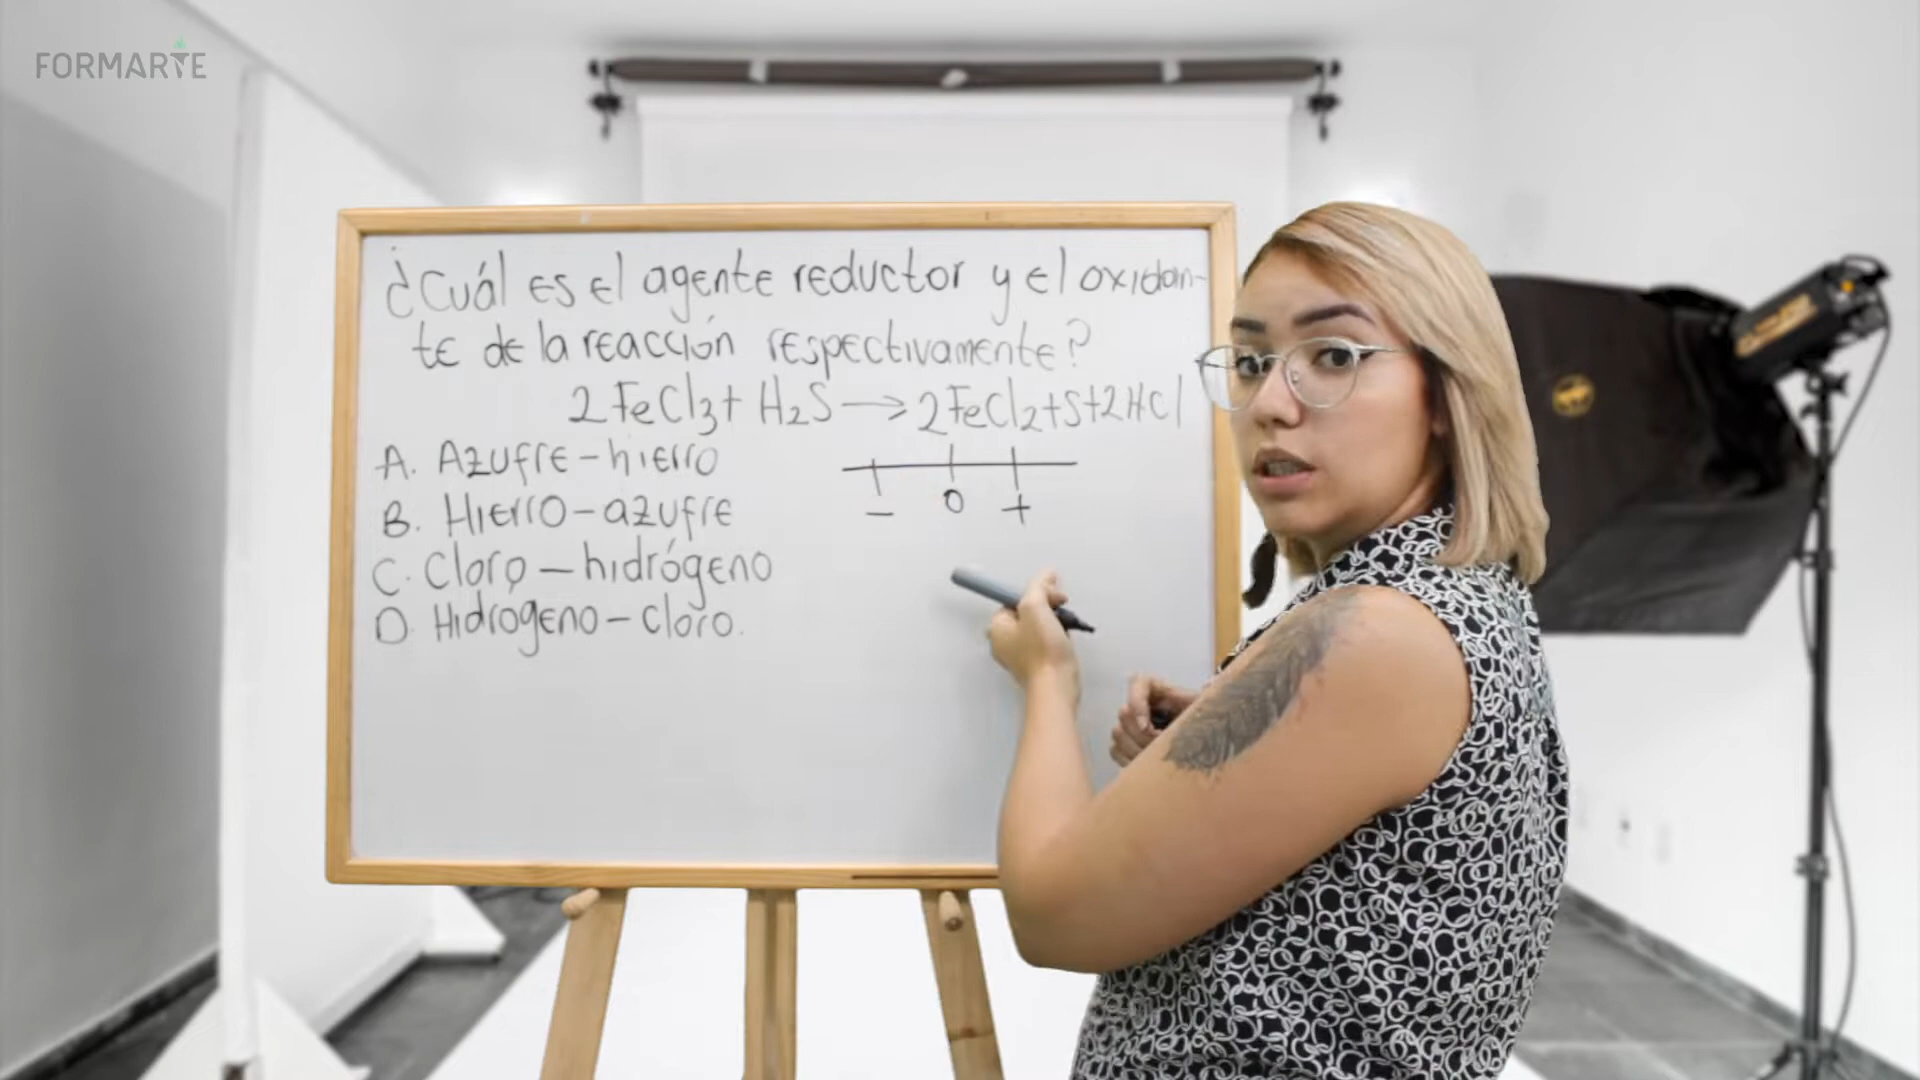 FORMARTE
¿Cuál es el agente reductor y el oxidan-
te de la reacción respectivamente?
2FeCl3 + H2S → 2FeCl2 + S + 2HCl
A. Azufre - hierro
B. Hierro - azufre
C. Cloro - hidrógeno
D. Hidrogeno - cloro.
- 0 +